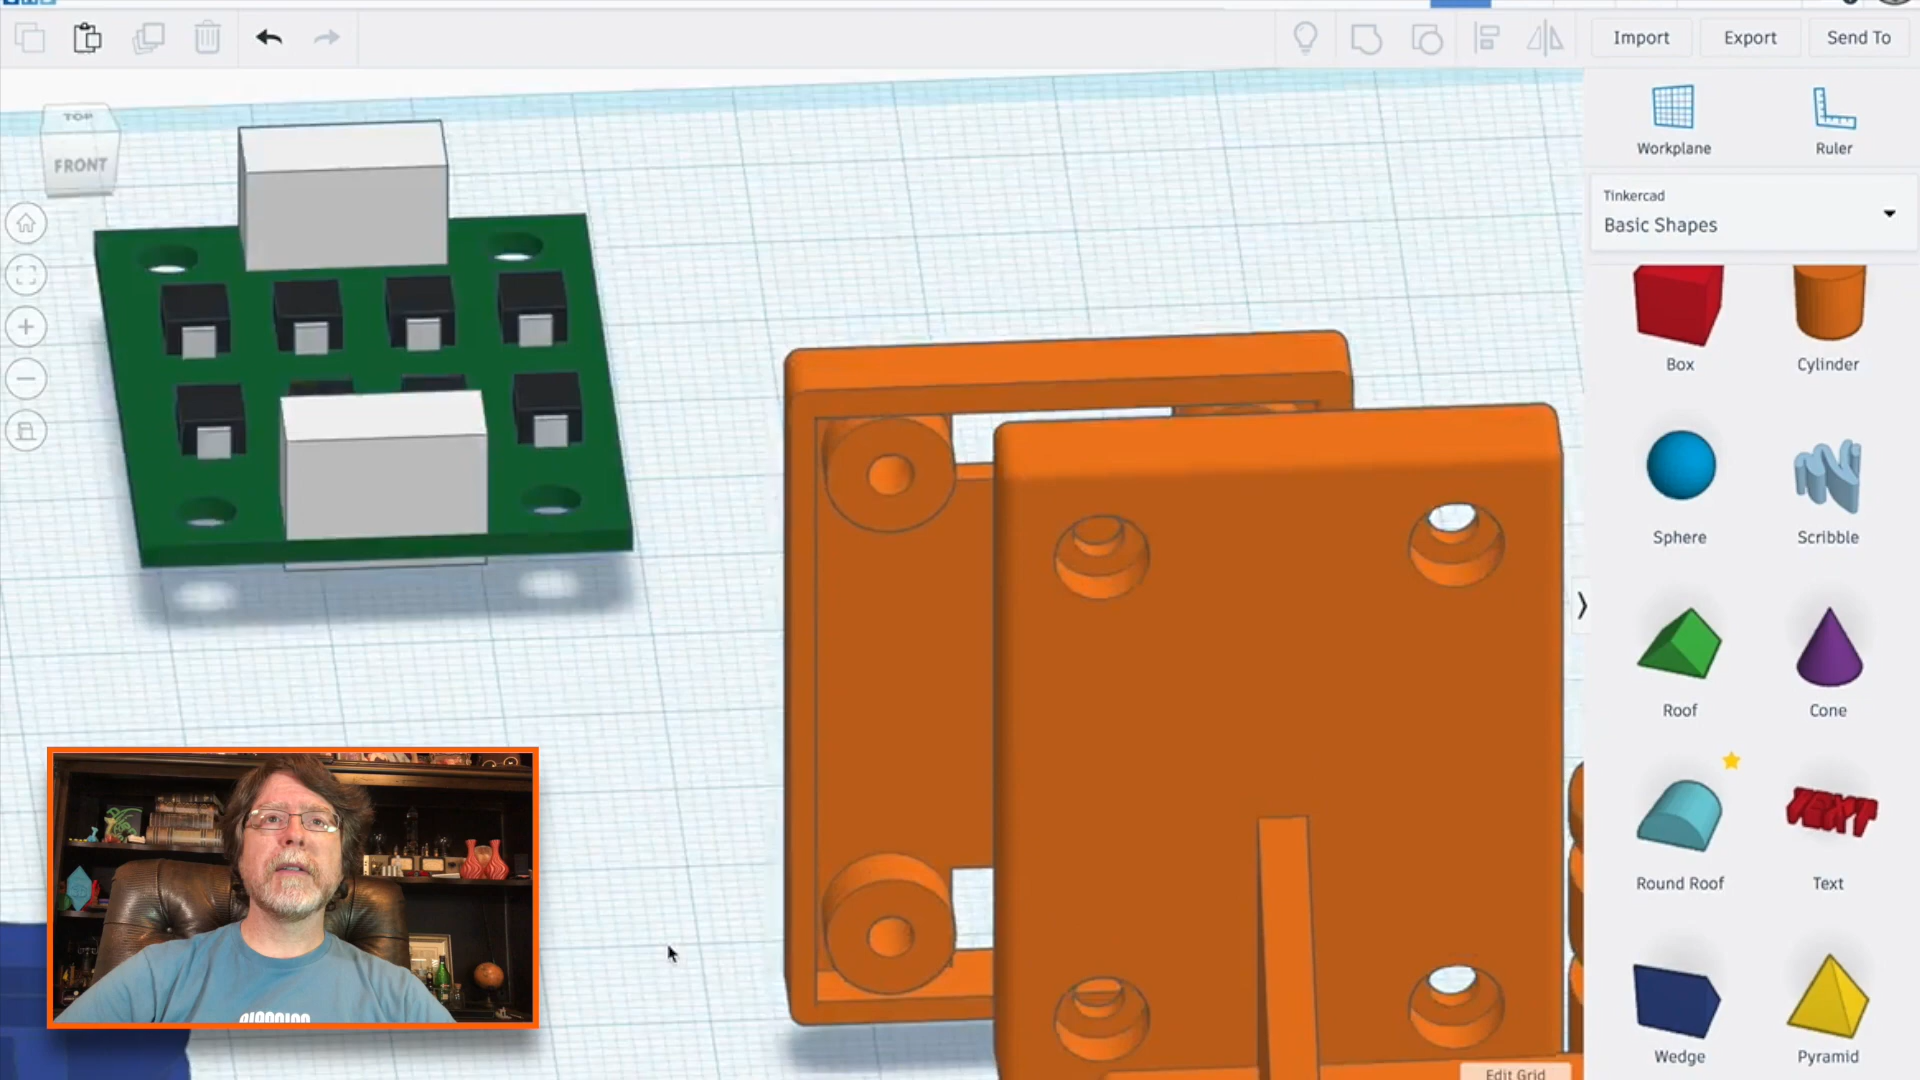 Import
Export
Send To
TOP
FRONT
Workplane
Ruler
Tinkercad
Basic Shapes
Box
Cylinder
Sphere
Scribble
Roof
Cone
Round Roof
TEXT
Text
Wedge
Pyramid
Edit Grid